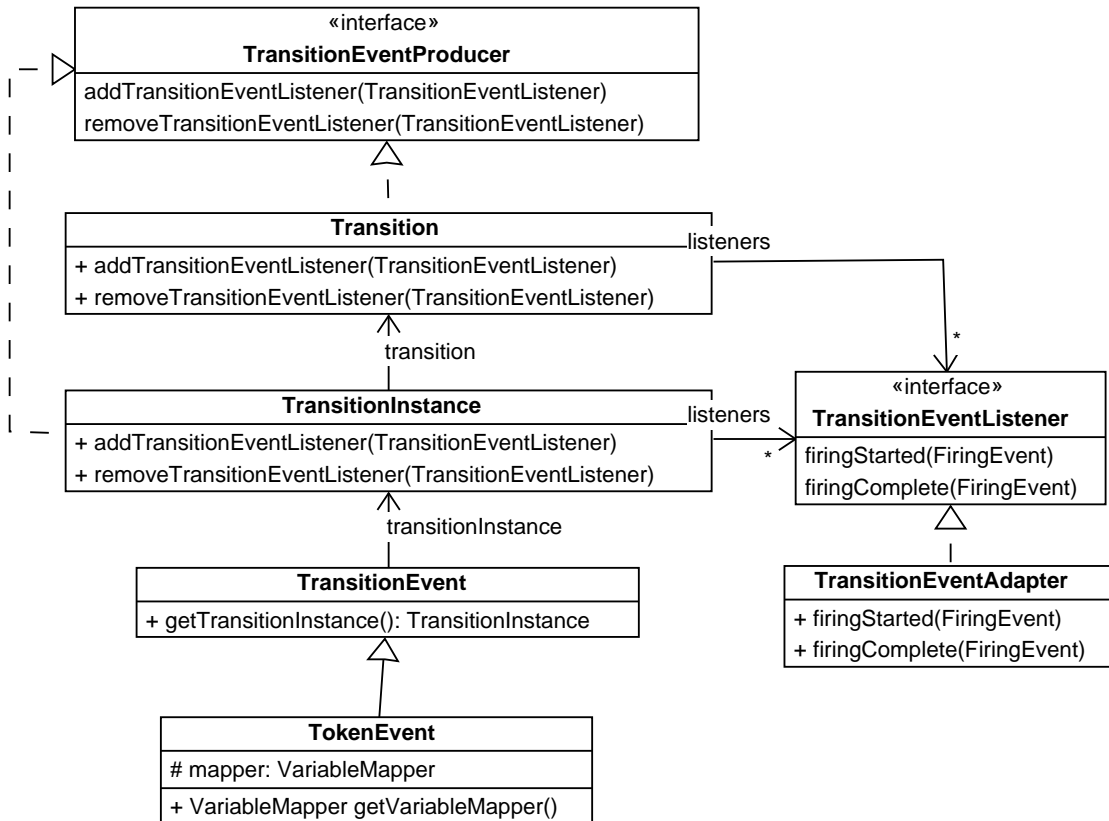 «interface»
TransitionEventProducer
addTransitionEventListener(TransitionEventListener)
removeTransitionEventListener(TransitionEventListener)
Transition
+ addTransitionEventListener(TransitionEventListener)
+ removeTransitionEventListener(TransitionEventListener)
listeners
*
transition
TransitionInstance
+ addTransitionEventListener(TransitionEventListener)
+ removeTransitionEventListener(TransitionEventListener)
listeners
*
«interface»
TransitionEventListener
firingStarted(FiringEvent)
firingComplete(FiringEvent)
transitionInstance
TransitionEvent
+ getTransitionInstance(): TransitionInstance
TransitionEventAdapter
+ firingStarted(FiringEvent)
+ firingComplete(FiringEvent)
TokenEvent
# mapper: VariableMapper
+ VariableMapper getVariableMapper()